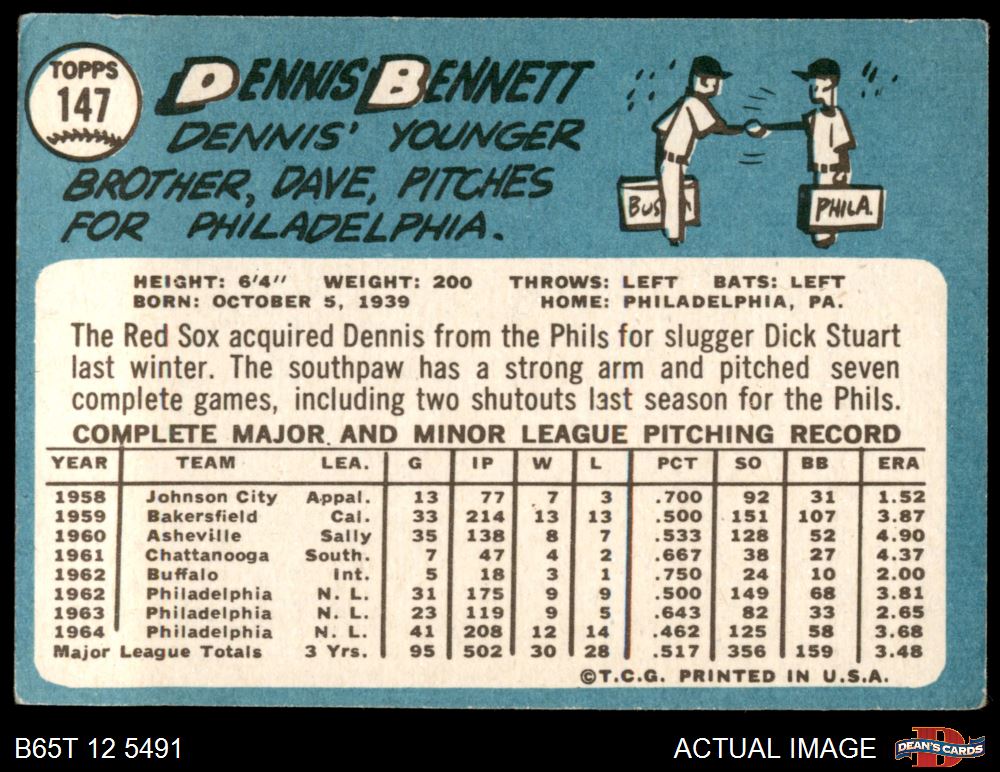 TOPPS
147
DENNIS BENNETT
DENNIS' YOUNGER
BROTHER, DAVE, PITCHES
FOR PHILADELPHIA.
PHILA.
HEIGHT: 6'4" WEIGHT: 200 THROWS: LEFT BATS: LEFT
BORN: OCTOBER 5, 1939 HOME: PHILADELPHIA, PA.
The Red Sox acquired Dennis from the Phils for slugger Dick Stuart
last winter. The southpaw has a strong arm and pitched seven
complete games, including two shutouts last season for the Phils.
COMPLETE MAJOR AND MINOR LEAGUE PITCHING RECORD
YEAR TEAM LEA. G IP W L PCT SO BB ERA
1958 Johnson City Appal. 13 77 7 3 .700 92 31 1.52
1959 Bakersfield Cal. 33 214 13 13 .500 151 107 3.87
1960 Asheville Sally 35 138 8 7 .533 128 52 4.90
1961 Chattanooga South. 7 47 4 2 .667 38 27 4.37
1962 Buffalo Int. 5 18 3 1 .750 24 10 2.00
1962 Philadelphia N. L. 31 175 9 9 .500 149 68 3.81
1963 Philadelphia N. L. 23 119 9 5 .643 82 33 2.65
1964 Philadelphia N. L. 41 208 12 14 .462 125 58 3.68
Major League Totals 3 Yrs. 95 502 30 28 .517 356 159 3.48
©T.C.G. PRINTED IN U.S.A.
B65T 12 5491 ACTUAL IMAGE DEAN'S CARDS